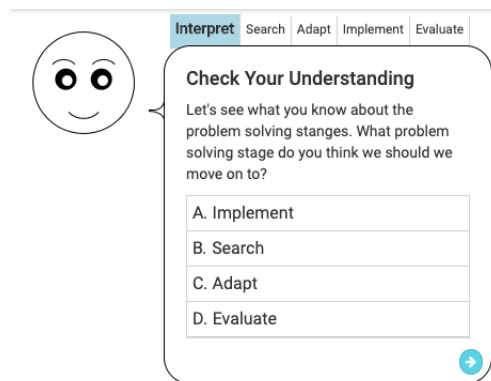 Interpret Search Adapt Implement Evaluate
Check Your Understanding
Let's see what you know about the
problem solving stanges. What problem
solving stage do you think we should we
move on to?
A. Implement
B. Search
C. Adapt
D. Evaluate